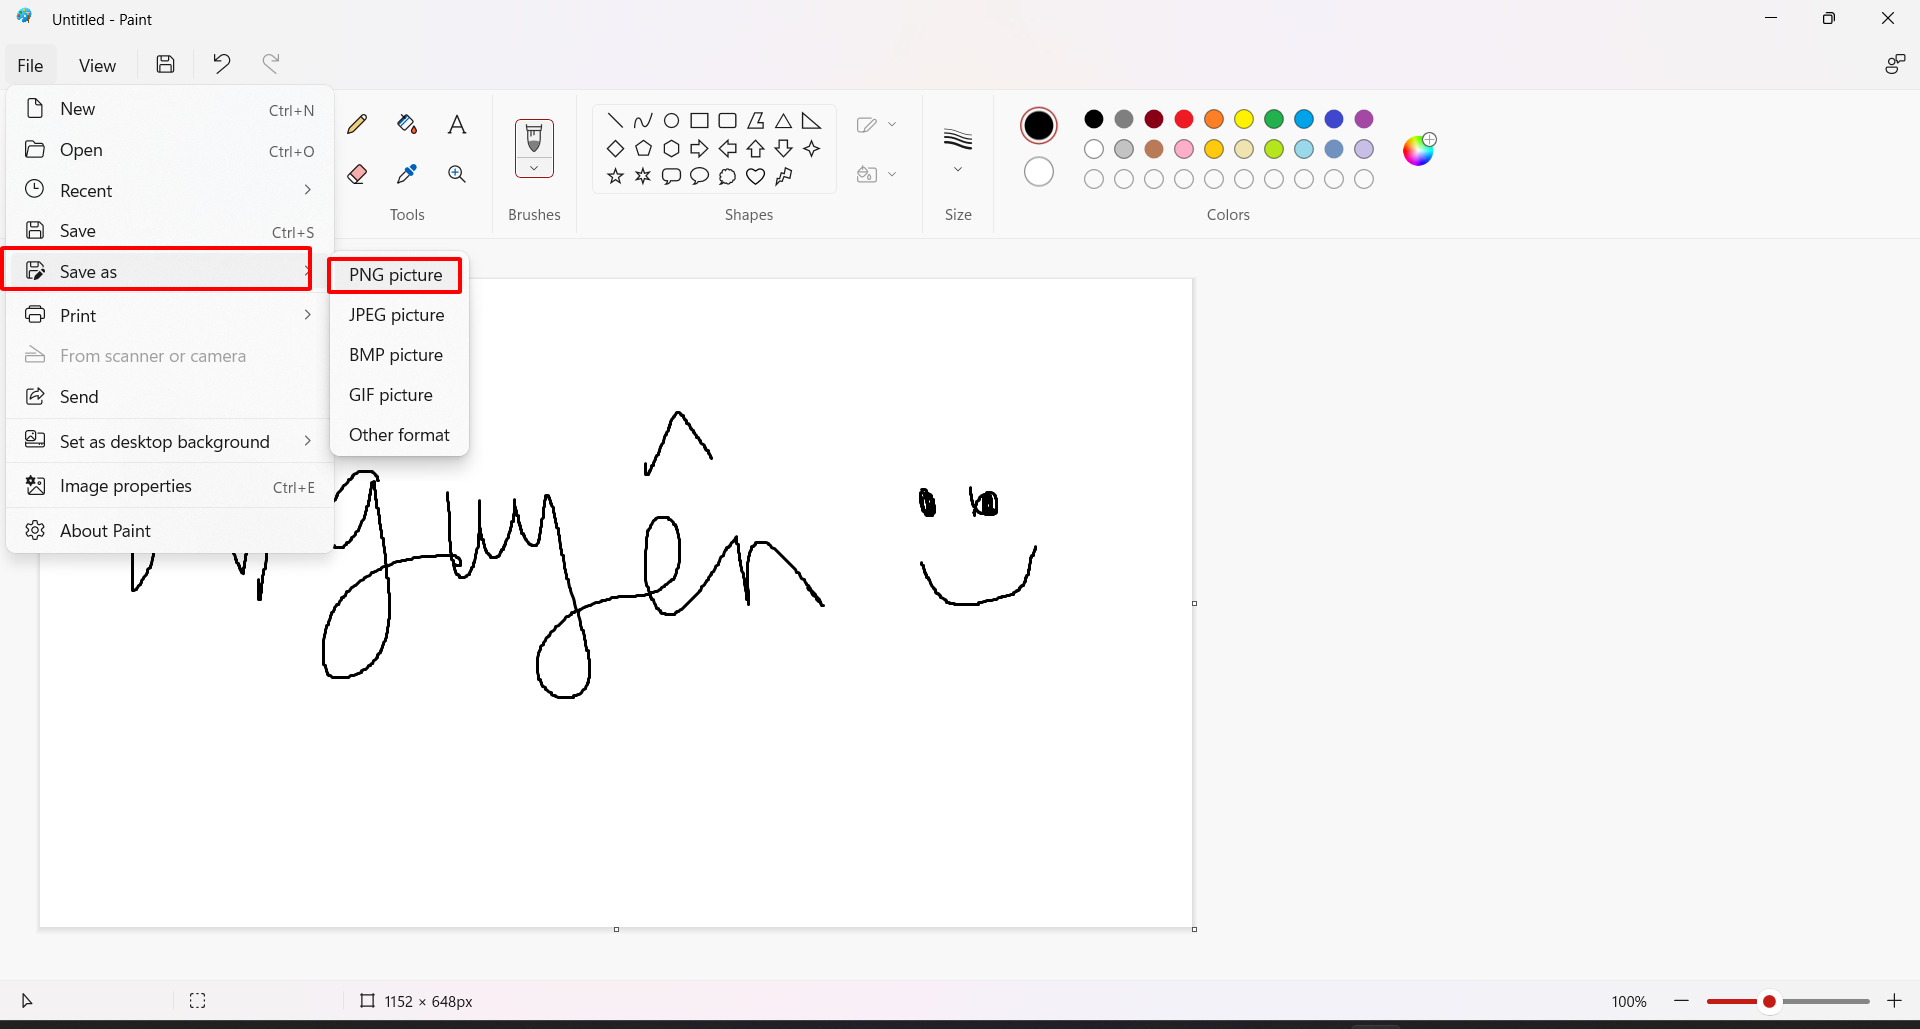 Untitled - Paint
File View
New Ctrl+N
Open Ctrl+O
Recent
Save Ctrl+S
Save as
Print
From scanner or camera
Send
Set as desktop background
Image properties Ctrl+E
About Paint
PNG picture
JPEG picture
BMP picture
GIF picture
Other format
Tools
Brushes
Shapes
Size
Colors
1152 × 648px
100%